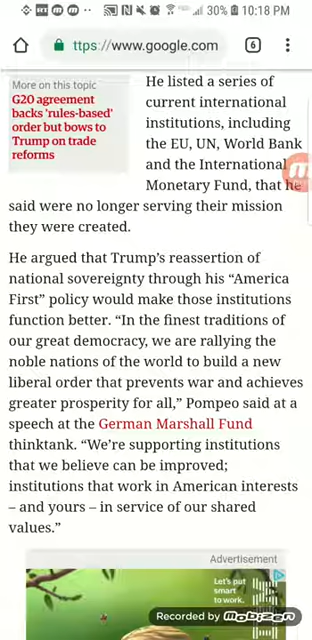 30% 10:18 PM
ttps://www.google.com 6
More on this topic
G20 agreement
backs 'rules-based'
order but bows to
Trump on trade
reforms
He listed a series of
current international
institutions, including
the EU, UN, World Bank
and the International
Monetary Fund, that he
said were no longer serving their mission
they were created.
He argued that Trump's reassertion of
national sovereignty through his “America
First” policy would make those institutions
function better. “In the finest traditions of
our great democracy, we are rallying the
noble nations of the world to build a new
liberal order that prevents war and achieves
greater prosperity for all,” Pompeo said at a
speech at the German Marshall Fund
thinktank. “We’re supporting institutions
that we believe can be improved;
institutions that work in American interests
– and yours – in service of our shared
values.”
Advertisement
Let's put
smart
to work.
Recorded by Mobizen